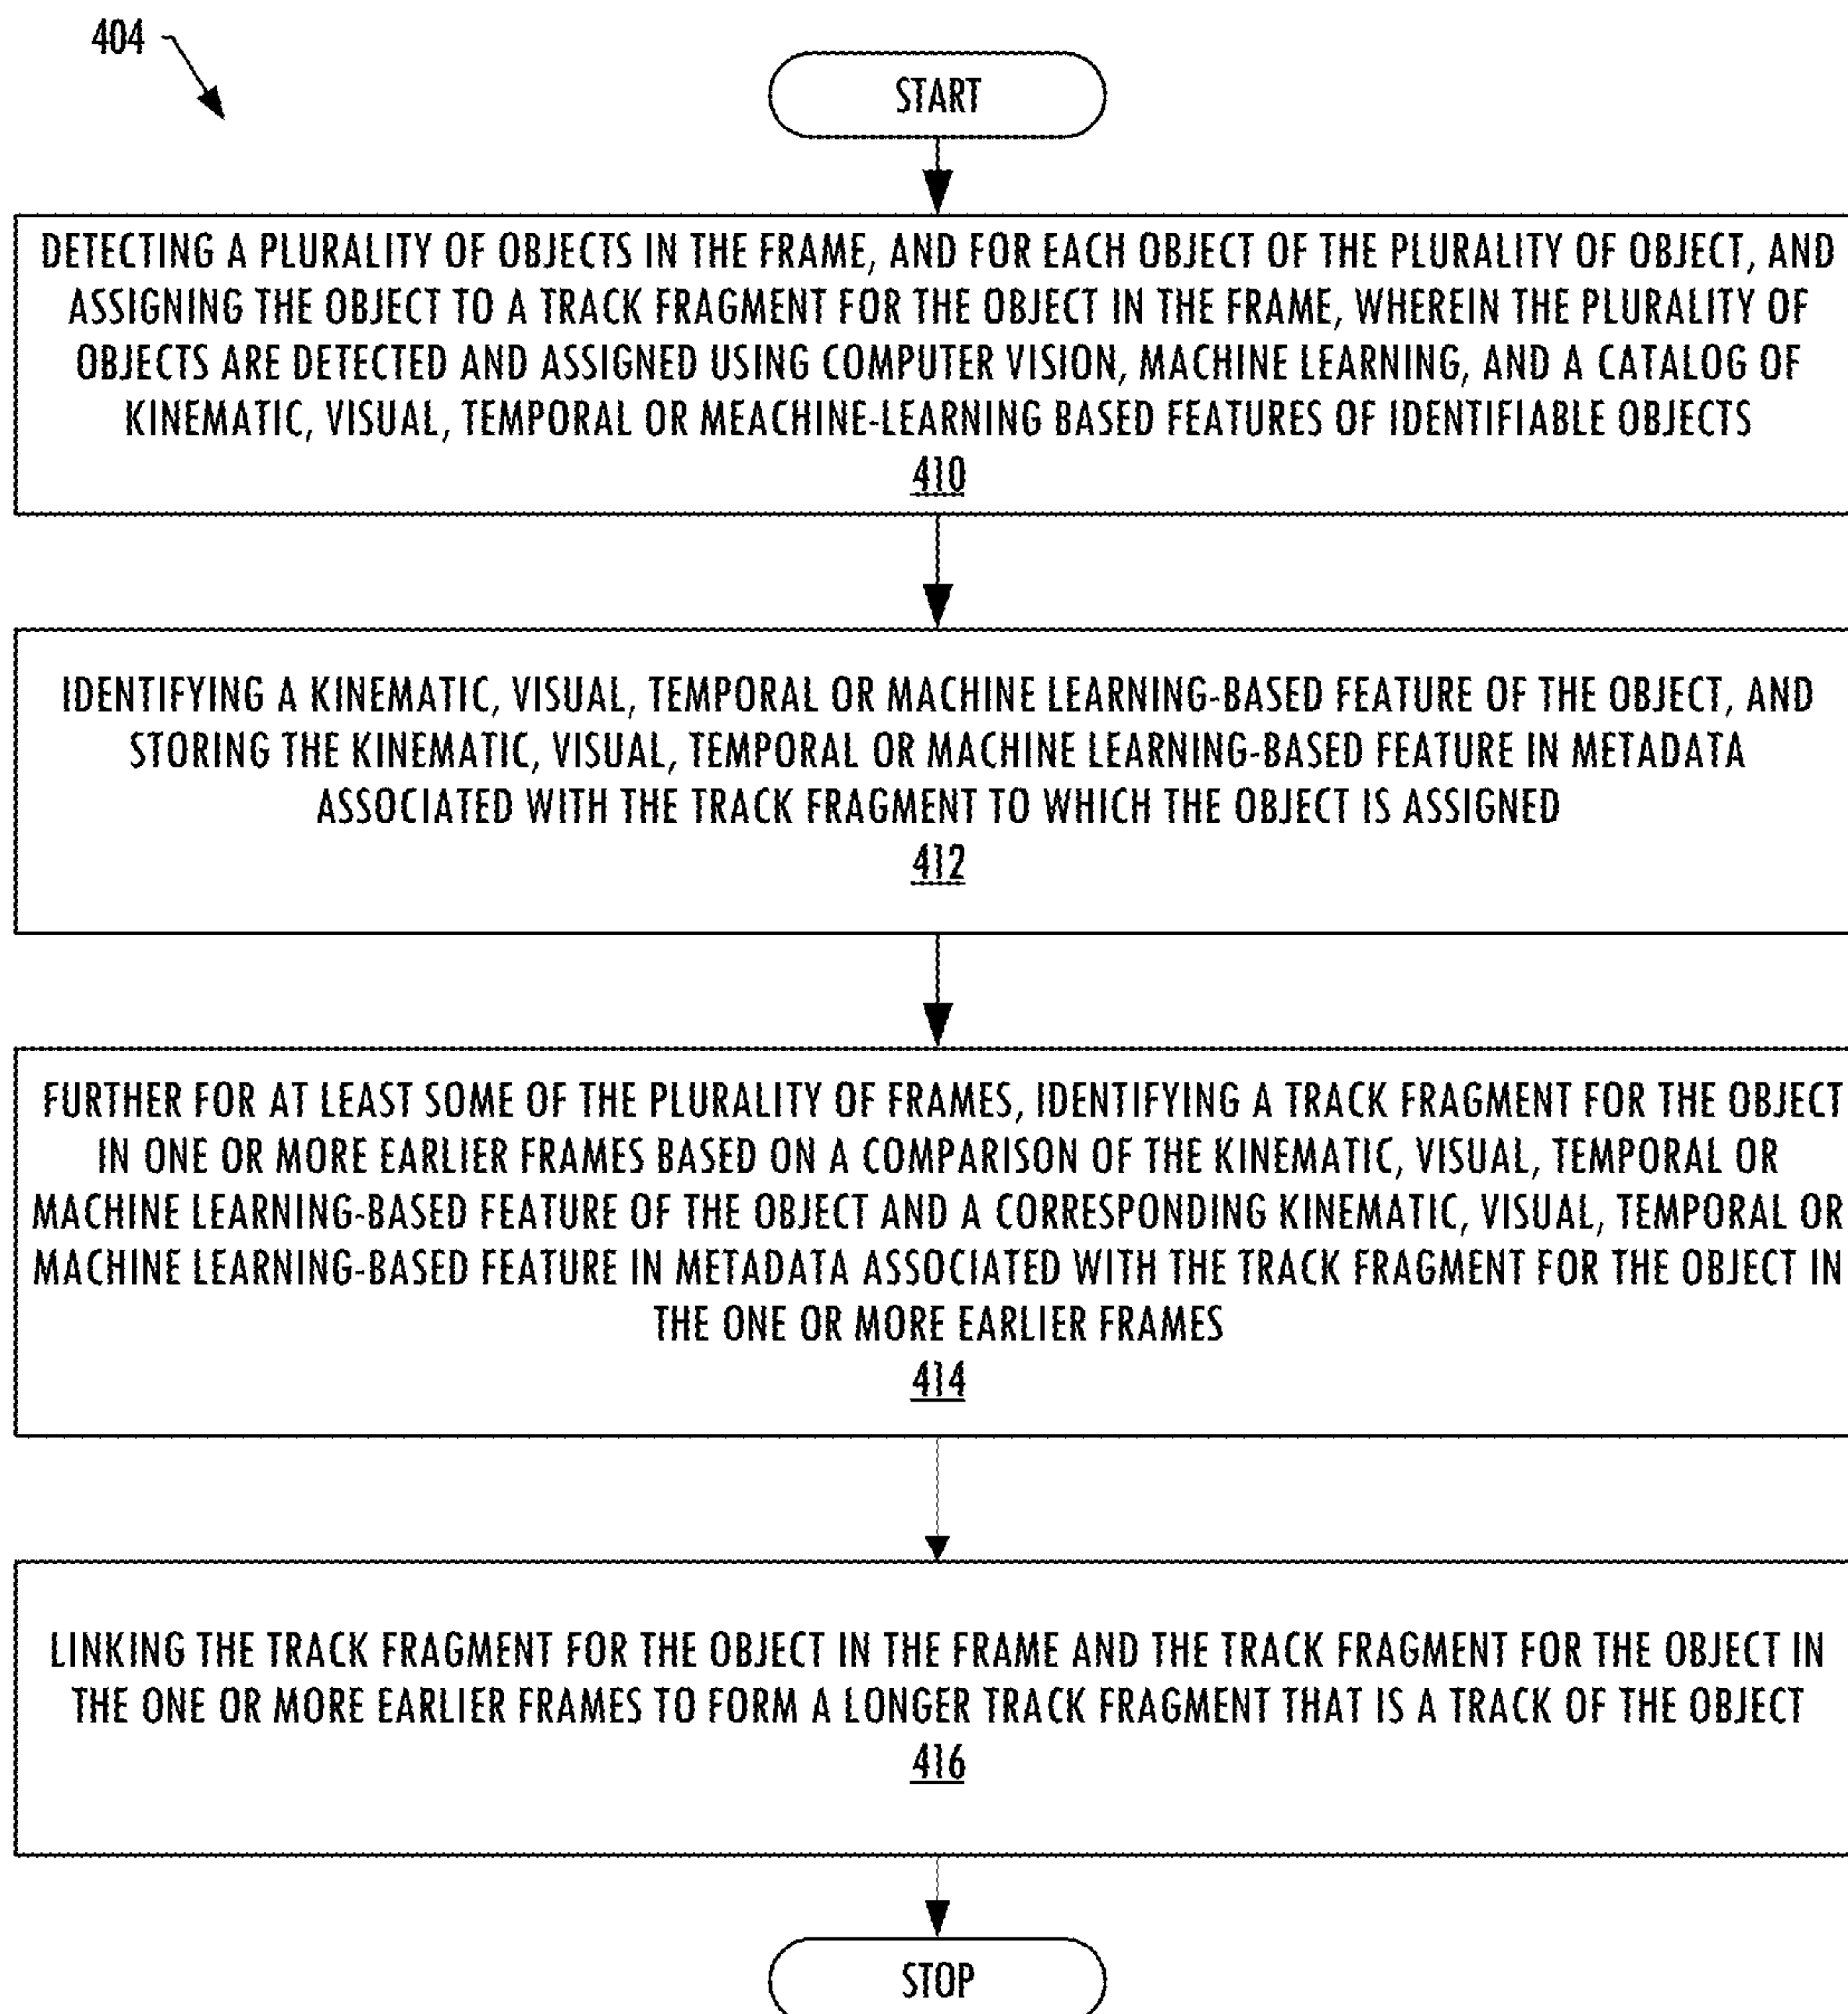 404
START
DETECTING A PLURALITY OF OBJECTS IN THE FRAME, AND FOR EACH OBJECT OF THE PLURALITY OF OBJECT, AND
ASSIGNING THE OBJECT TO A TRACK FRAGMENT FOR THE OBJECT IN THE FRAME, WHEREIN THE PLURALITY OF
OBJECTS ARE DETECTED AND ASSIGNED USING COMPUTER VISION, MACHINE LEARNING, AND A CATALOG OF
KINEMATIC, VISUAL, TEMPORAL OR MEACHINE-LEARNING BASED FEATURES OF IDENTIFIABLE OBJECTS
410
IDENTIFYING A KINEMATIC, VISUAL, TEMPORAL OR MACHINE LEARNING-BASED FEATURE OF THE OBJECT, AND
STORING THE KINEMATIC, VISUAL, TEMPORAL OR MACHINE LEARNING-BASED FEATURE IN METADATA
ASSOCIATED WITH THE TRACK FRAGMENT TO WHICH THE OBJECT IS ASSIGNED
412
FURTHER FOR AT LEAST SOME OF THE PLURALITY OF FRAMES, IDENTIFYING A TRACK FRAGMENT FOR THE OBJECT
IN ONE OR MORE EARLIER FRAMES BASED ON A COMPARISON OF THE KINEMATIC, VISUAL, TEMPORAL OR
MACHINE LEARNING-BASED FEATURE OF THE OBJECT AND A CORRESPONDING KINEMATIC, VISUAL, TEMPORAL OR
MACHINE LEARNING-BASED FEATURE IN METADATA ASSOCIATED WITH THE TRACK FRAGMENT FOR THE OBJECT IN
THE ONE OR MORE EARLIER FRAMES
414
LINKING THE TRACK FRAGMENT FOR THE OBJECT IN THE FRAME AND THE TRACK FRAGMENT FOR THE OBJECT IN
THE ONE OR MORE EARLIER FRAMES TO FORM A LONGER TRACK FRAGMENT THAT IS A TRACK OF THE OBJECT
416
STOP